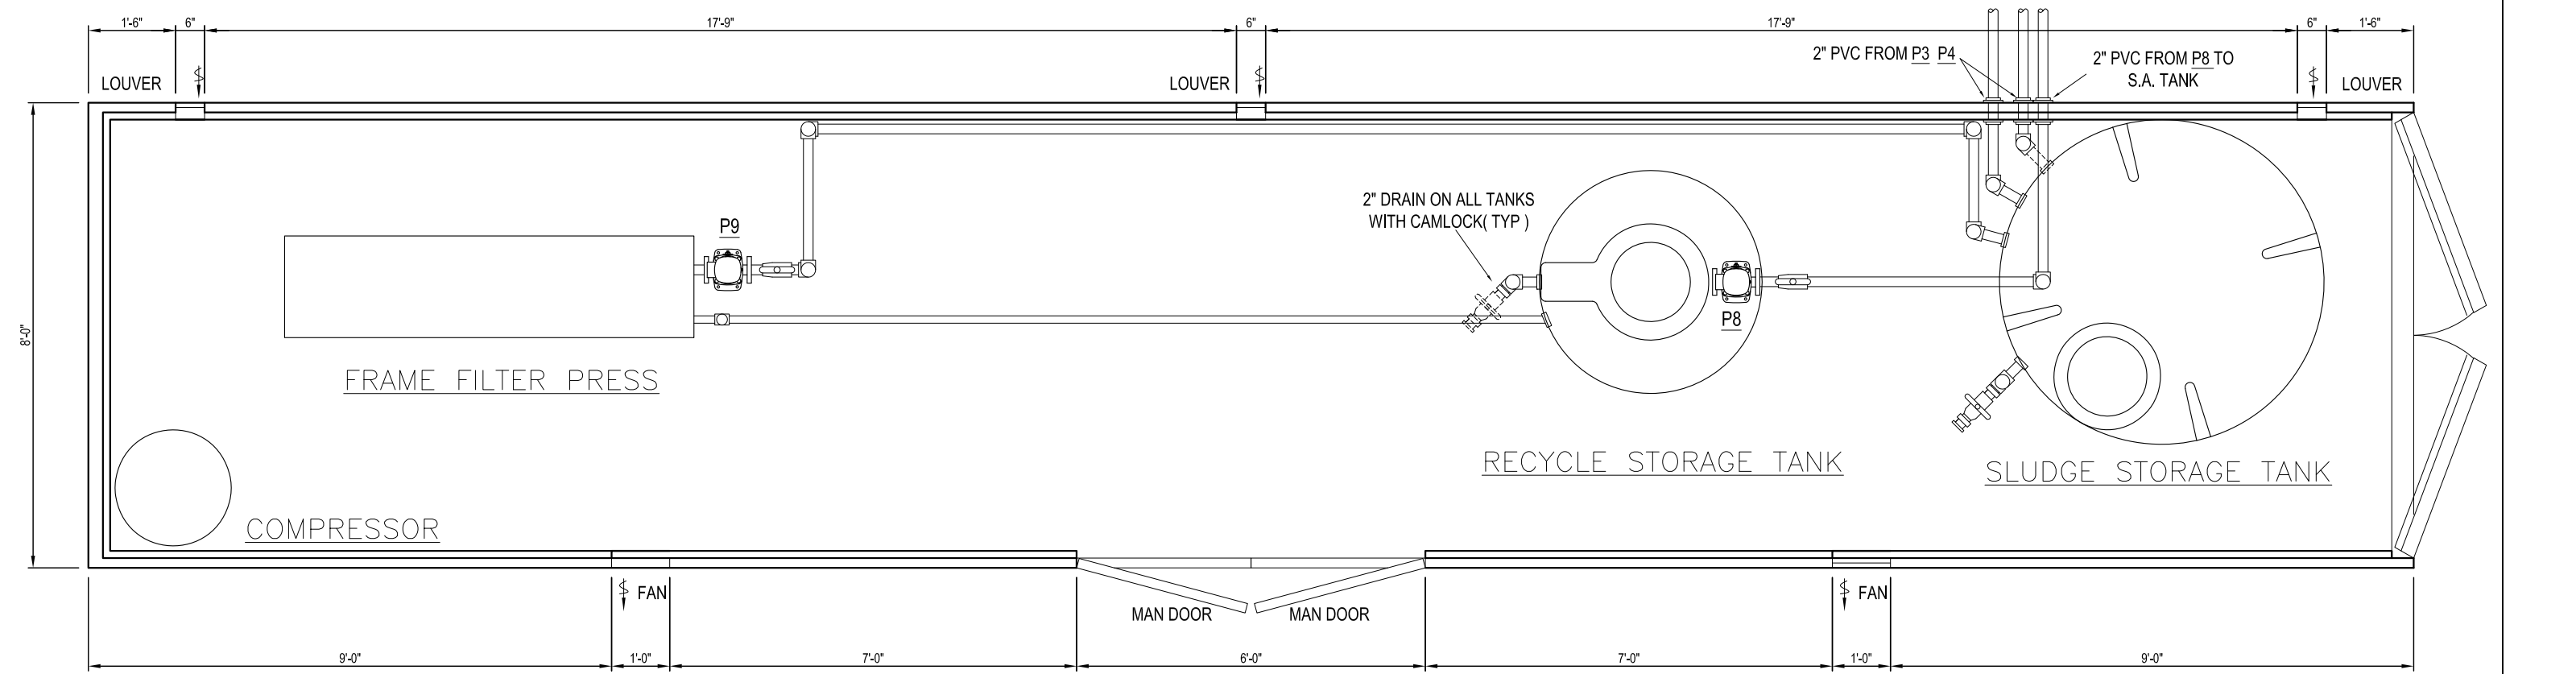 1'-6"
6"
17'-9"
6"
17'-9"
6"
1'-6"
LOUVER
LOUVER
2" PVC FROM P3 P4
2" PVC FROM P8 TO
S.A. TANK
LOUVER
8'-0"
P9
2" DRAIN ON ALL TANKS
WITH CAMLOCK( TYP )
P8
FRAME FILTER PRESS
RECYCLE STORAGE TANK
SLUDGE STORAGE TANK
COMPRESSOR
FAN
MAN DOOR
MAN DOOR
FAN
9'-0"
1'-0"
7'-0"
6'-0"
7'-0"
1'-0"
9'-0"